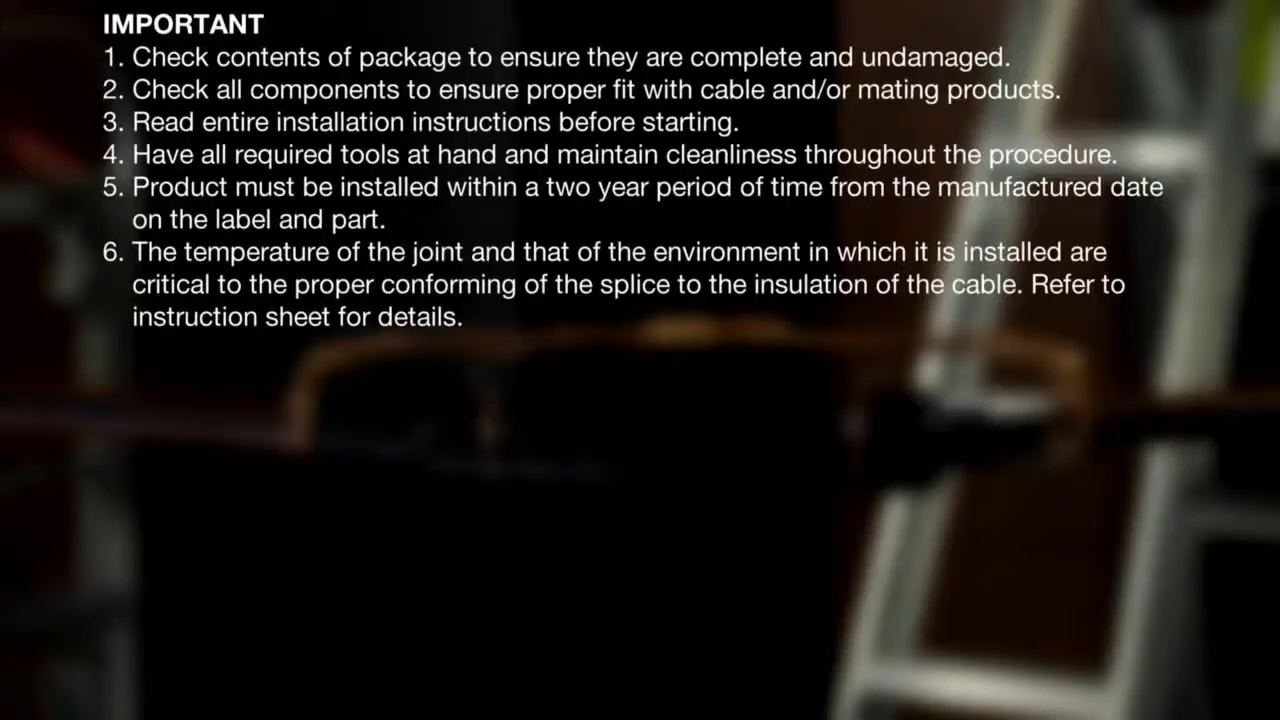 IMPORTANT
1. Check contents of package to ensure they are complete and undamaged.
2. Check all components to ensure proper fit with cable and/or mating products.
3. Read entire installation instructions before starting.
4. Have all required tools at hand and maintain cleanliness throughout the procedure.
5. Product must be installed within a two year period of time from the manufactured date
on the label and part.
6. The temperature of the joint and that of the environment in which it is installed are
critical to the proper conforming of the splice to the insulation of the cable. Refer to
instruction sheet for details.